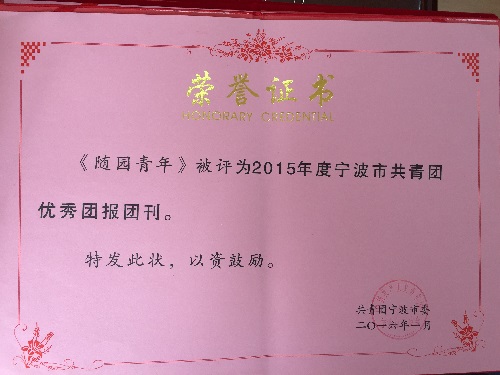 荣誉证书
HONORARY CREDENTIAL
《随园青年》被评为2015年度宁波市共青团
优秀团报团刊。
特发此状，以资鼓励。
共青团宁波市委
二〇一六年一月